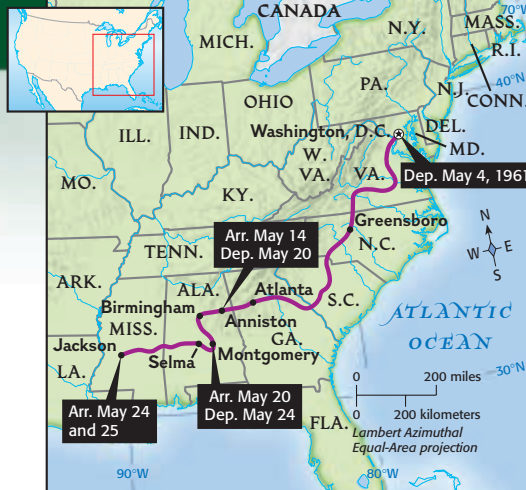 CANADA
70°W
MASS.
N.Y.
MICH.
R.I.
PA.
40°N
N.J.
CONN.
OHIO
Washington, D.C.
DEL.
ILL.
IND.
MD.
W.
VA.
VA.
Dep. May 4, 1961
MO.
KY.
Greensboro
N
W
E
S
Arr. May 14
Dep. May 20
N.C.
TENN.
ARK.
Atlanta
ALA.
S.C.
Birmingham
ATLANTIC
OCEAN
Anniston
MISS.
GA.
Jackson
Selma
Montgomery
LA.
30°N
0
200 miles
Arr. May 20
Dep. May 24
Arr. May 24
and 25
0
200 kilometers
FLA.
Lambert Azimuthal
Equal-Area projection
90°W
80°W